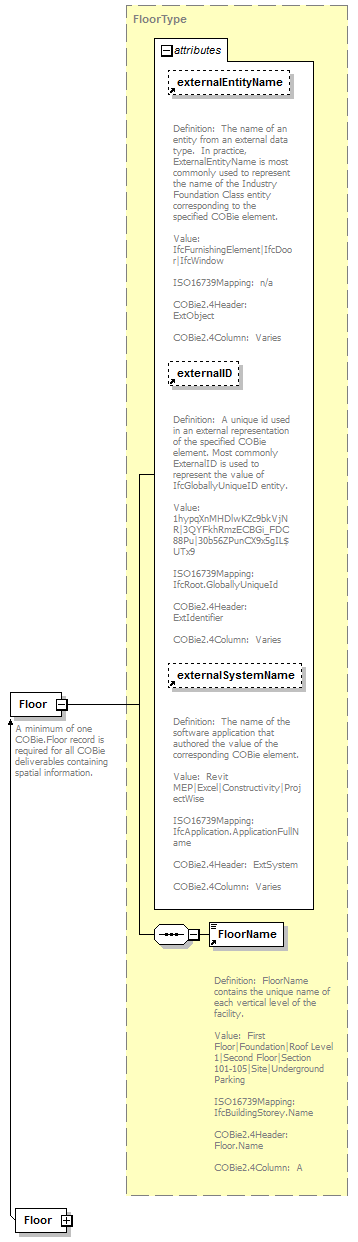 FloorType
attributes
externalEntityName
Definition: The name of an
entity from an external data
type. In practice,
ExternalEntityName is most
commonly used to represent
the name of the Industry
Foundation Class entity
corresponding to the
specified COBie element.
Value:
IfcFurnishingElement|IfcDoo
r|IfcWindow
ISO16739Mapping: n/a
COBie2.4Header:
ExtObject
COBie2.4Column: Varies
externalID
Definition: A unique id used
in an external representation
of the specified COBie
element. Most commonly
ExternalID is used to
represent the value of
IfcGloballyUniqueID entity.
Value:
1hypqXnMHDlwKZc9bkVjN
R|3QYFkhRmzECBGi_FDC
88Pu|30b56ZPunCX9x5gIL$
UTx9
ISO16739Mapping:
IfcRoot.GloballyUniqueId
COBie2.4Header:
ExtIdentifier
COBie2.4Column: Varies
externalSystemName
Definition: The name of the
software application that
authored the value of the
corresponding COBie element.
Value: Revit
MEP|Excel|Constructivity|Proj
ectWise
ISO16739Mapping:
IfcApplication.ApplicationFullN
ame
COBie2.4Header: ExtSystem
COBie2.4Column: Varies
Floor
A minimum of one
COBie.Floor record is
required for all COBie
deliverables containing
spatial information.
FloorName
Definition: FloorName
contains the unique name of
each vertical level of the
facility.
Value: First
Floor|Foundation|Roof Level
1|Second Floor|Section
101-105|Site|Underground
Parking
ISO16739Mapping:
IfcBuildingStorey.Name
COBie2.4Header:
Floor.Name
COBie2.4Column: A
Floor